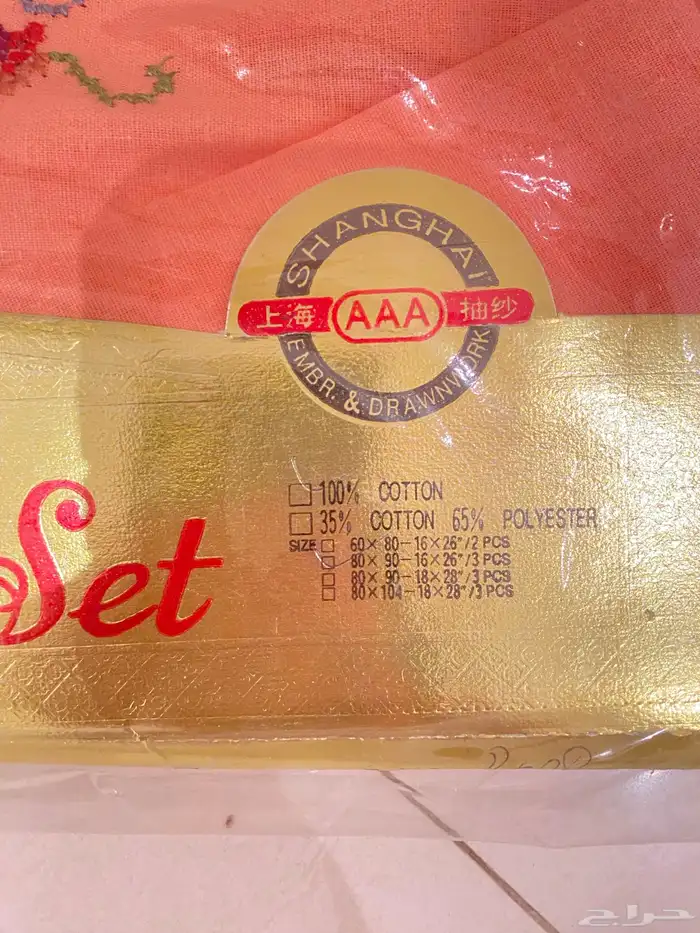 SHANGHAI
上海 AAA 抽纱
EMBR. & DRAWNWORK
Set
100% COTTON
35% COTTON 65% POLYESTER
SIZE 60×80-16×26"/2 PCS
80×90-16×26"/3 PCS
80×90-18×28"/3 PCS
80×104-18×28"/3 PCS
حراج